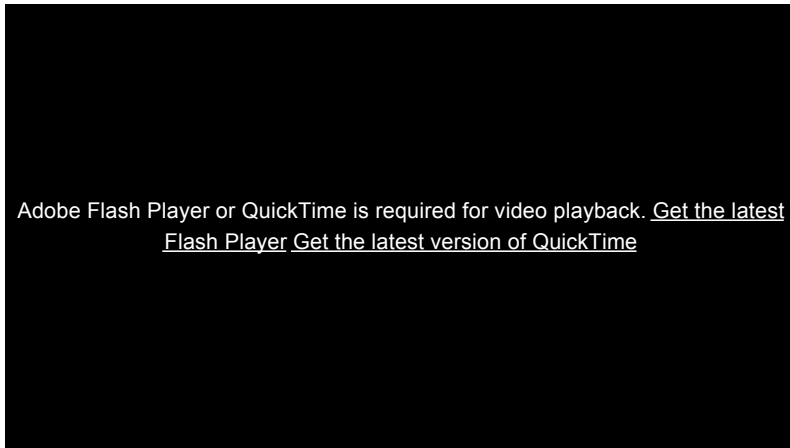 Adobe Flash Player or QuickTime is required for video playback. Get the latest
Flash Player Get the latest version of QuickTime